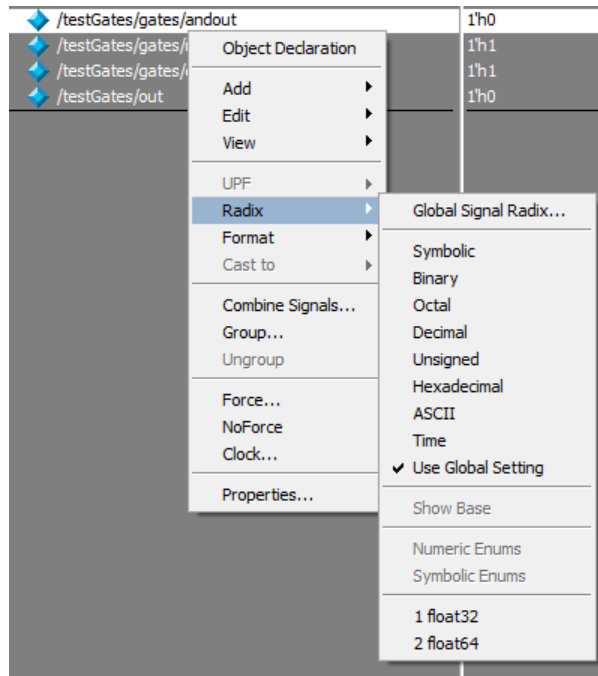 /testGates/gates/andout 1'h0
/testGates/gates/ 1'h1
/testGates/gates/ 1'h1
/testGates/out 1'h0
Object Declaration
Add
Edit
View
UPF
Radix
Format
Cast to
Combine Signals...
Group...
Ungroup
Force...
NoForce
Clock...
Properties...
Global Signal Radix...
Symbolic
Binary
Octal
Decimal
Unsigned
Hexadecimal
ASCII
Time
Use Global Setting
Show Base
Numeric Enums
Symbolic Enums
1 float32
2 float64